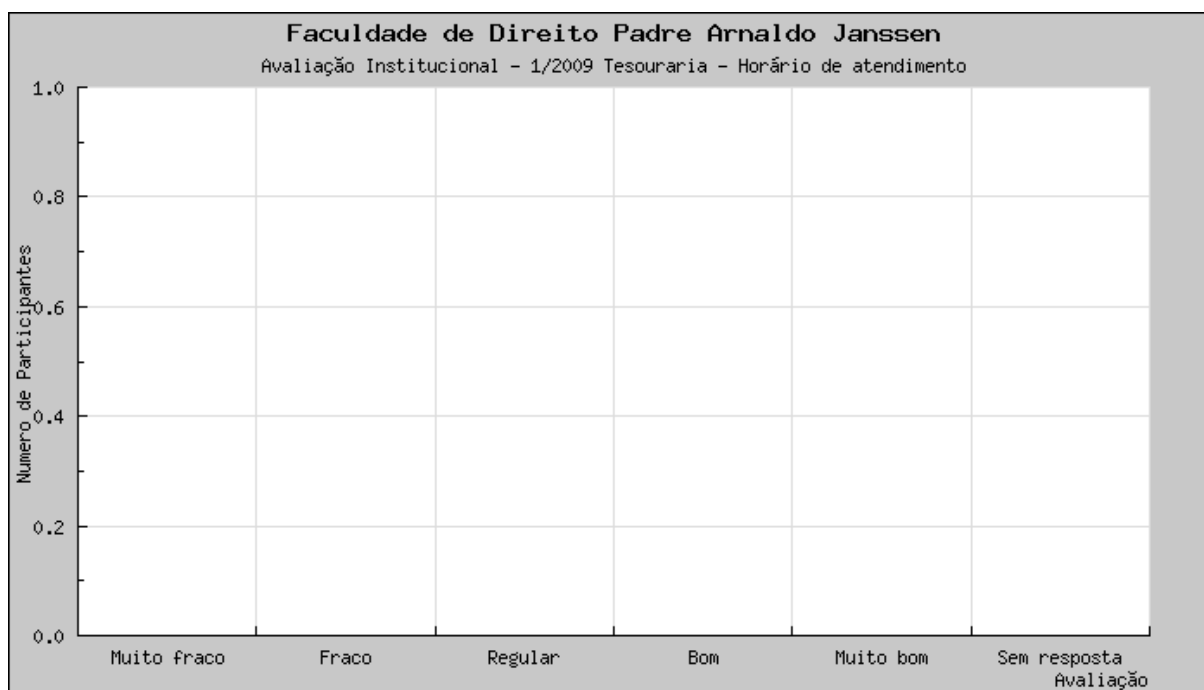 Faculdade de Direito Padre Arnaldo Janssen
Avaliação Institucional - 1/2009 Tesouraria - Horário de atendimento
1.0
0.8
0.6
0.4
0.2
0.0
Numero de Participantes
Muito fraco Fraco Regular Bom Muito bom Sem resposta
Avaliação